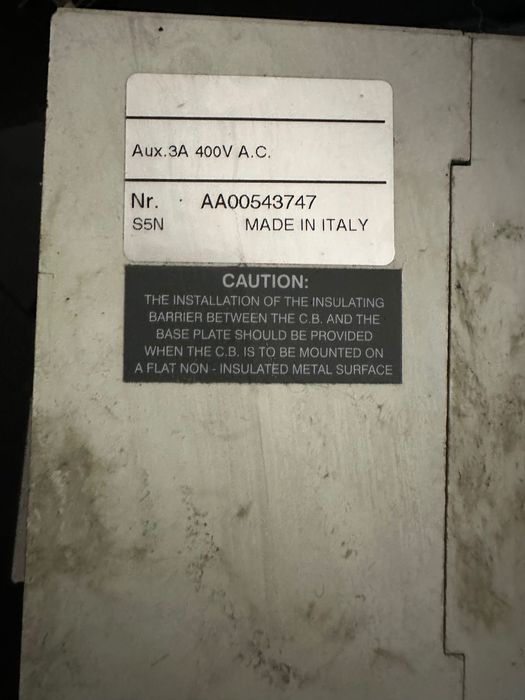 Aux.3A 400V A.C.
Nr. AA00543747
S5N MADE IN ITALY
CAUTION:
THE INSTALLATION OF THE INSULATING
BARRIER BETWEEN THE C.B. AND THE
BASE PLATE SHOULD BE PROVIDED
WHEN THE C.B. IS TO BE MOUNTED ON
A FLAT NON - INSULATED METAL SURFACE